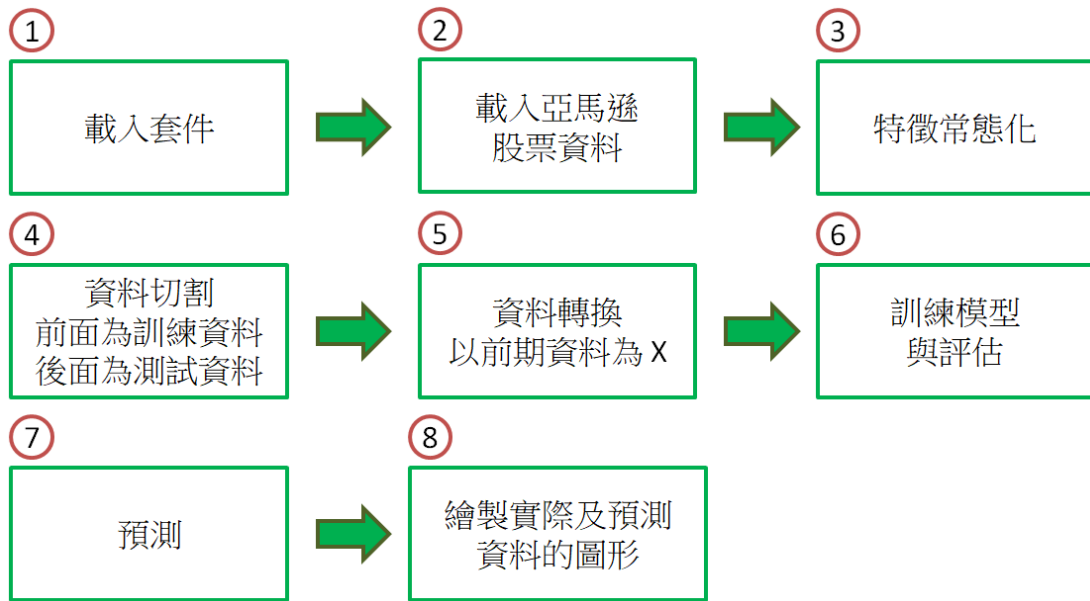 ①
載入套件
②
載入亞馬遜
股票資料
③
特徵常態化
④
資料切割
前面為訓練資料
後面為測試資料
⑤
資料轉換
以前期資料為 X
⑥
訓練模型
與評估
⑦
預測
⑧
繪製實際及預測
資料的圖形